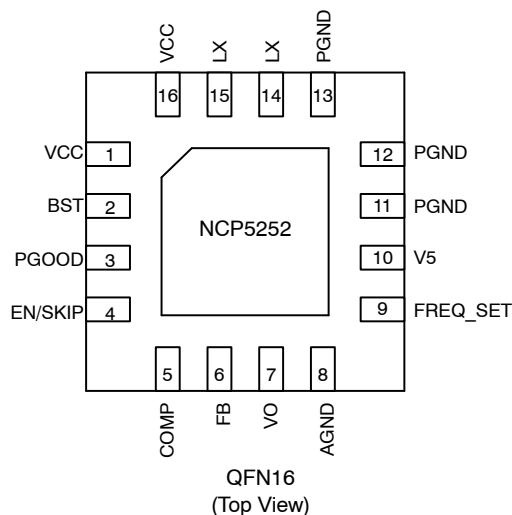 VCC LX LX PGND
16 15 14 13
VCC 1 12 PGND
BST 2 11 PGND
NCP5252
PGOOD 3 10 V5
EN/SKIP 4 9 FREQ_SET
5 6 7 8
COMP FB VO AGND
QFN16
(Top View)